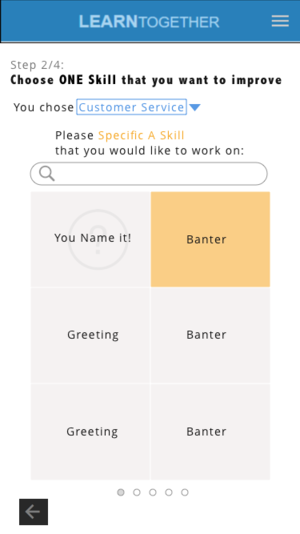 LEARNTOGETHER
Step 2/4:
Choose ONE Skill that you want to improve
You chose Customer Service
Please Specific A Skill
that you would like to work on:
You Name it!
Banter
Greeting
Banter
Greeting
Banter